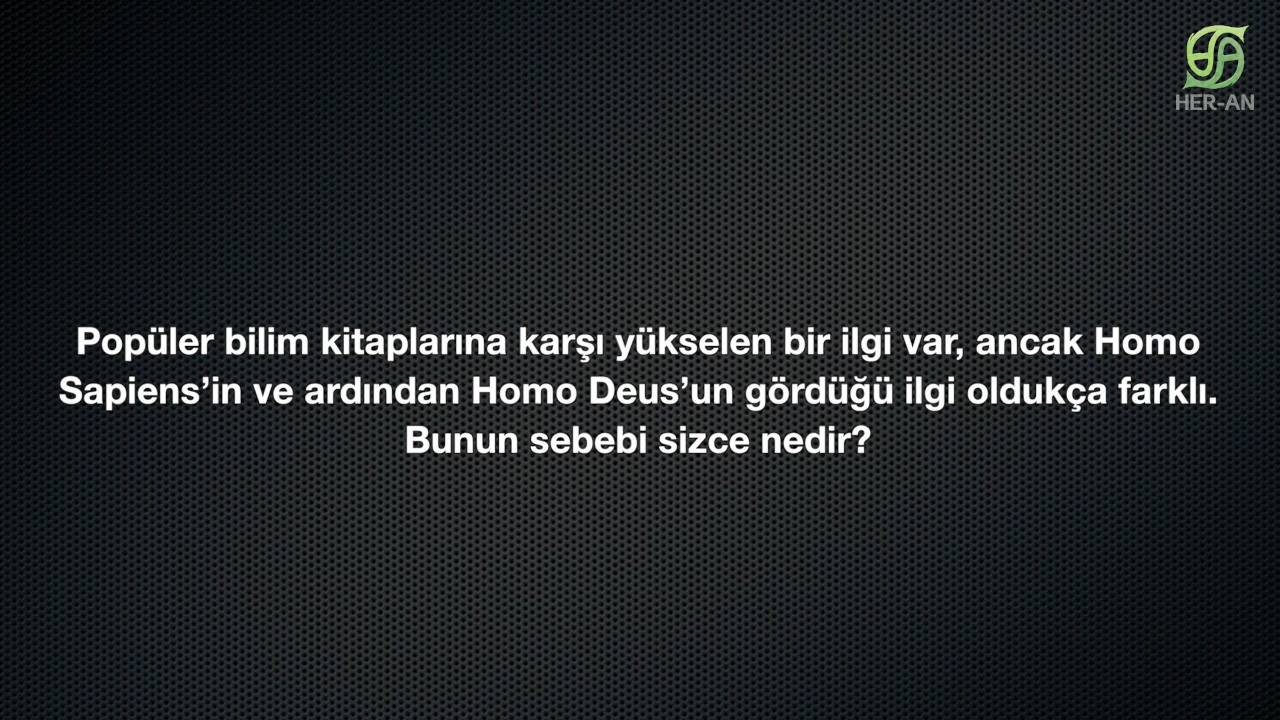 HER-AN
Popüler bilim kitaplarına karşı yükselen bir ilgi var, ancak Homo
Sapiens’in ve ardından Homo Deus’un gördüğü ilgi oldukça farklı.
Bunun sebebi sizce nedir?